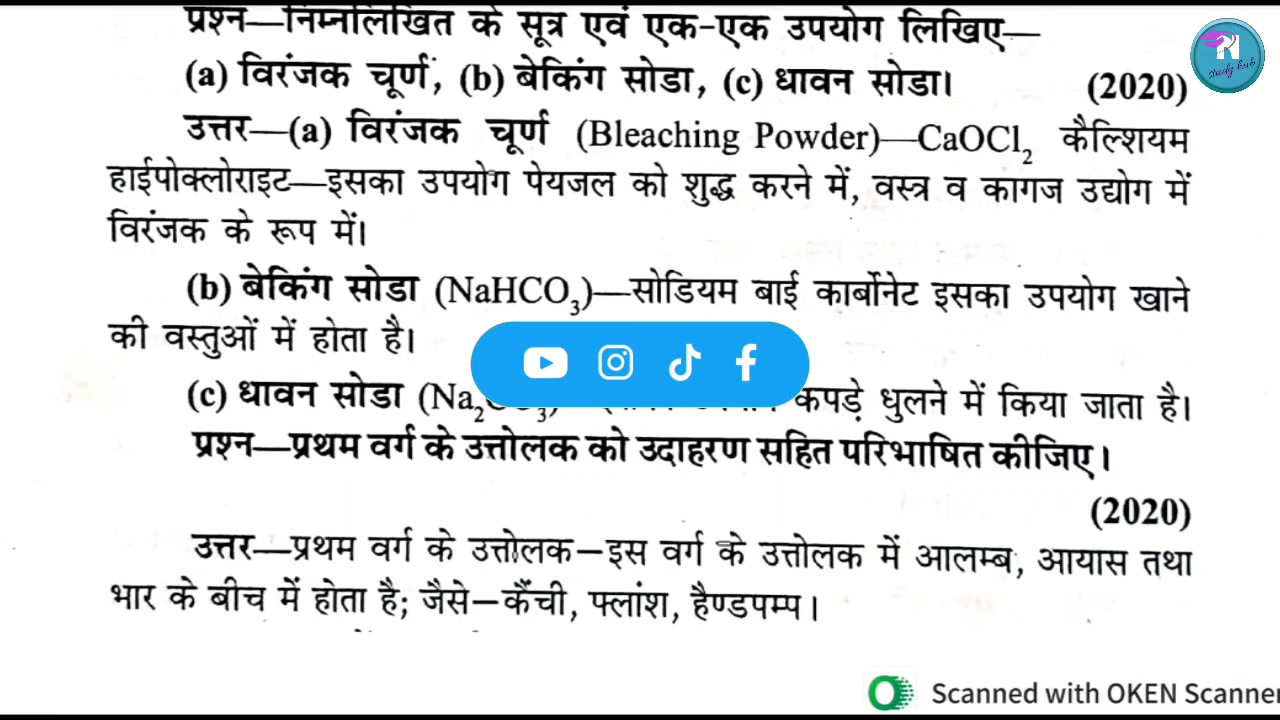 प्रश्न—निम्नलिखित के सूत्र एवं एक-एक उपयोग लिखिए—
(a) विरंजक चूर्ण, (b) बेकिंग सोडा, (c) धावन सोडा। (2020)
study hub
उत्तर—(a) विरंजक चूर्ण (Bleaching Powder)—CaOCl₂ कैल्शियम
हाईपोक्लोराइट—इसका उपयोग पेयजल को शुद्ध करने में, वस्त्र व कागज उद्योग में
विरंजक के रूप में।
(b) बेकिंग सोडा (NaHCO₃)—सोडियम बाई कार्बोनेट इसका उपयोग खाने
की वस्तुओं में होता है।
(c) धावन सोडा (Na₂CO₃) कपड़े धुलने में किया जाता है।
प्रश्न—प्रथम वर्ग के उत्तोलक को उदाहरण सहित परिभाषित कीजिए।
(2020)
उत्तर—प्रथम वर्ग के उत्तोलक—इस वर्ग के उत्तोलक में आलम्ब, आयास तथा
भार के बीच में होता है; जैसे—कैंची, फ्लांश, हैण्डपम्प।
Scanned with OKEN Scanner